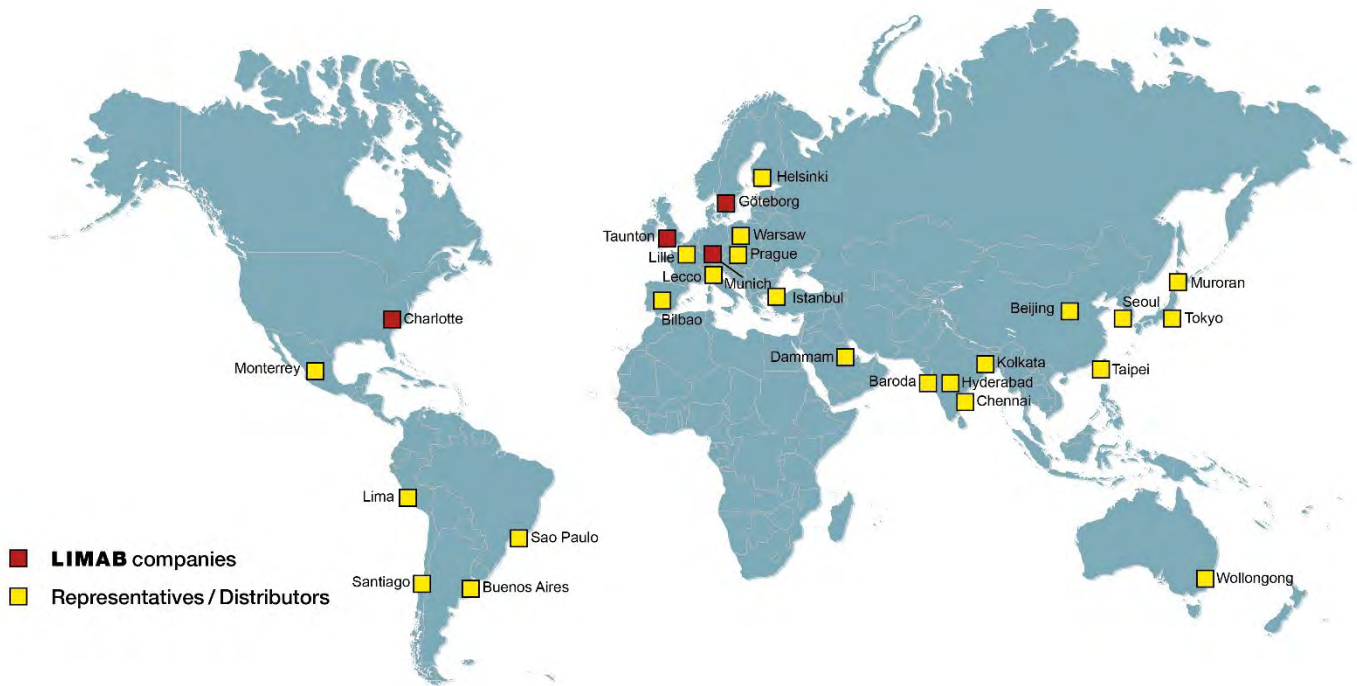 Helsinki
Göteborg
Taunton
Warsaw
Lille
Prague
Lecco
Munich
Istanbul
Bilbao
Charlotte
Monterrey
Muroran
Seoul
Beijing
Tokyo
Dammam
Kolkata
Taipei
Baroda
Hyderabad
Chennai
Lima
Sao Paulo
LIMAB companies
Santiago
Buenos Aires
Wollongong
Representatives / Distributors